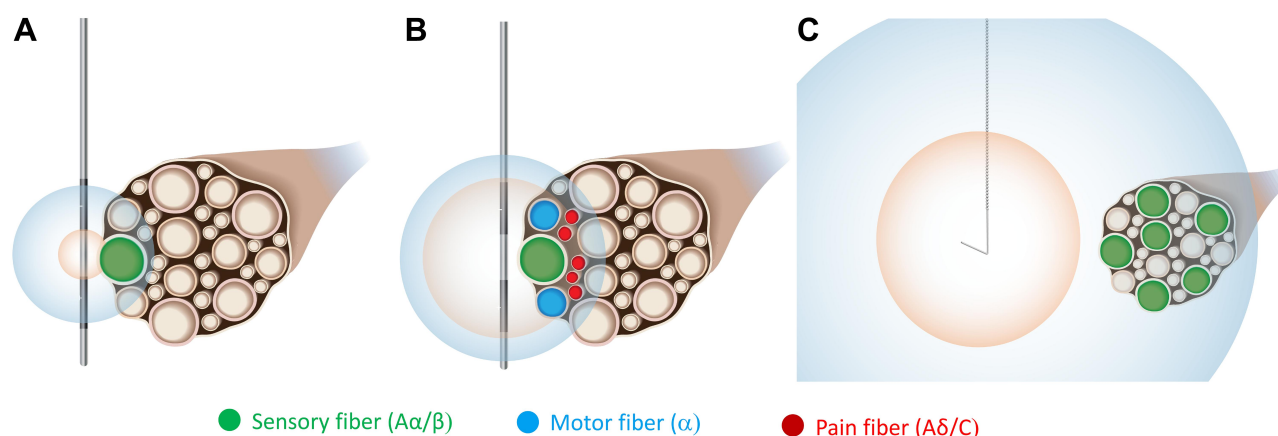 A
B
C
Sensory fiber (Aα/β)
Motor fiber (α)
Pain fiber (Aδ/C)